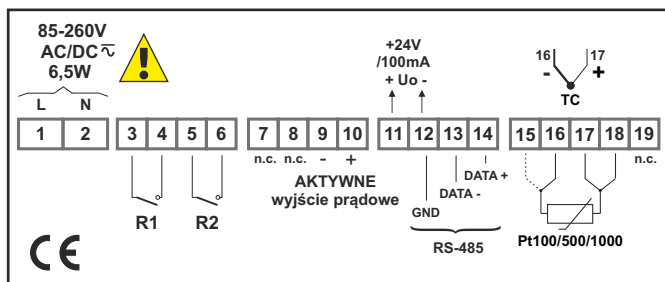 85-260V
AC/DC
6,5W
L N
+24V
/100mA
+ Uo -
16 17
- +
TC
1 2 3 4 5 6 7 8 9 10 11 12 13 14 15 16 17 18 19
n.c. n.c. - + n.c.
AKTYWNE
wyjście prądowe
R1 R2
DATA +
DATA -
GND
RS-485
Pt100/500/1000
CE